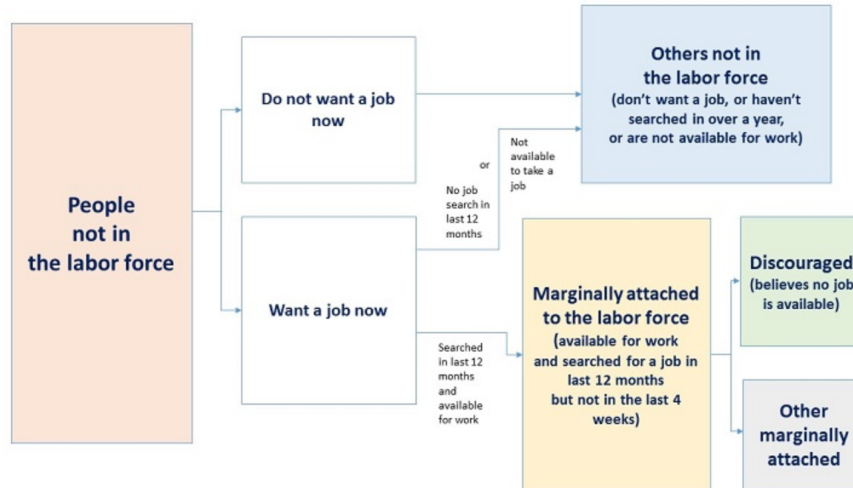 People
not in
the labor force
Do not want a job
now
Want a job now
or
No job
search in
last 12
months
Not
available
to take a
job
Others not in
the labor force
(don't want a job, or haven't
searched in over a year,
or are not available for work)
Searched
in last 12
months
and
available
for work
Marginally attached
to the labor force
(available for work
and searched for a job in
last 12 months
but not in the last 4
weeks)
Discouraged
(believes no job
is available)
Other
marginally
attached